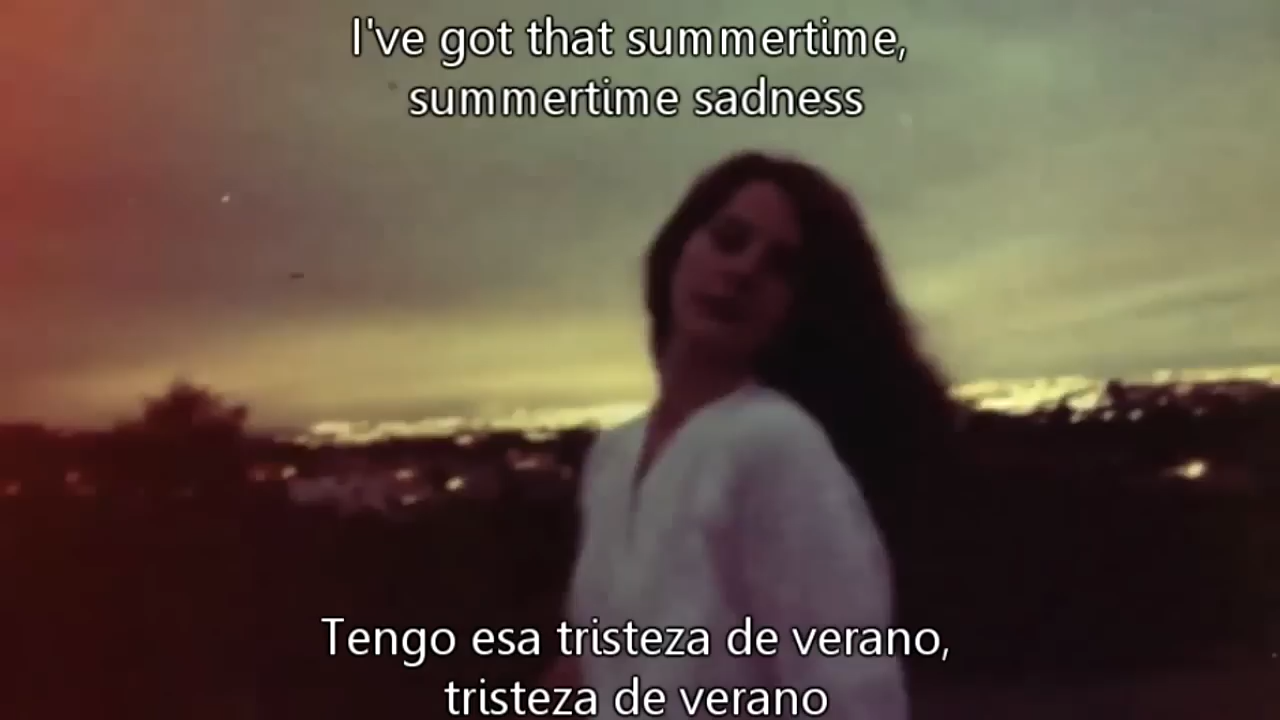 I've got that summertime,
summertime sadness
Tengo esa tristeza de verano,
tristeza de verano